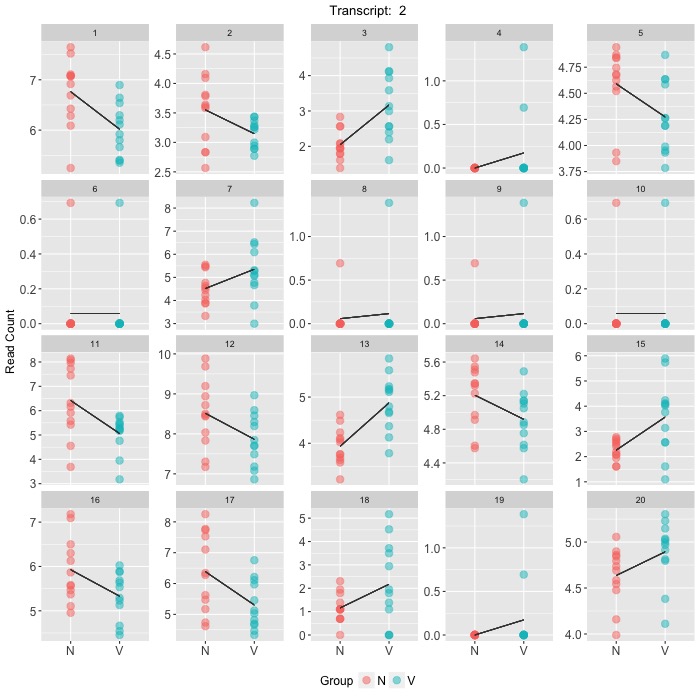 Transcript: 2
1 2 3 4 5
7 6
4.5 4.0 3.5 3.0 2.5
4 3 2
1.0 0.5 0.0
4.75 4.50 4.25 4.00 3.75
6 7 8 9 10
0.6 0.4 0.2 0.0
8 7 6 5 4 3
1.0 0.5 0.0
1.0 0.5 0.0
0.6 0.4 0.2 0.0
Read Count
11 12 13 14 15
8 7 6 5 4 3
10 9 8 7
5 4
5.6 5.2 4.8 4.4
6 5 4 3 2 1
16 17 18 19 20
7 6 5
8 7 6 5
5 4 3 2 1 0
1.0 0.5 0.0
5.0 4.5 4.0
N V N V N V N V N V
Group N V